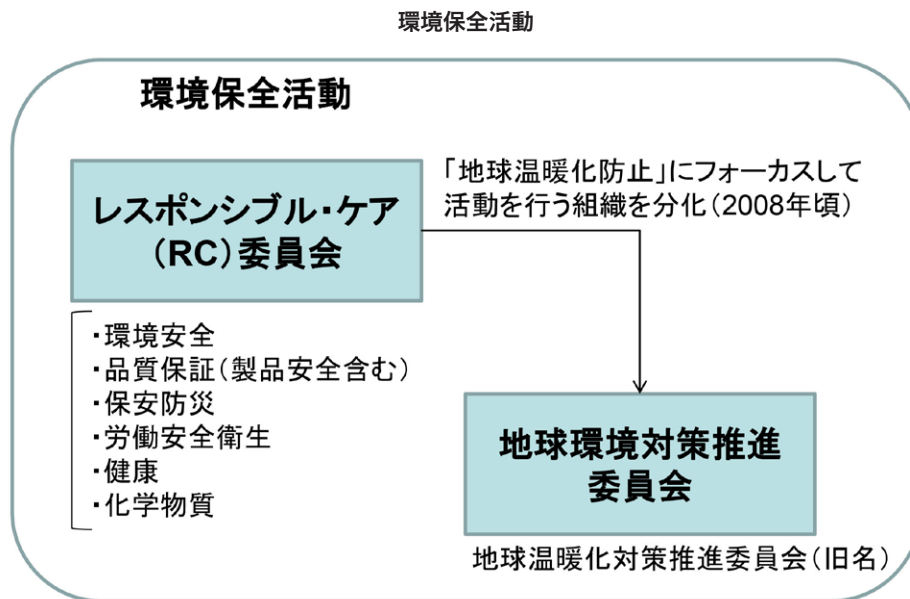 環境保全活動
環境保全活動
レスポンシブル・ケア
（RC）委員会
「地球温暖化防止」にフォーカスして
活動を行う組織を分化（2008年頃）
・環境安全
・品質保証（製品安全含む）
・保安防災
・労働安全衛生
・健康
・化学物質
地球環境対策推進
委員会
地球温暖化対策推進委員会（旧名）